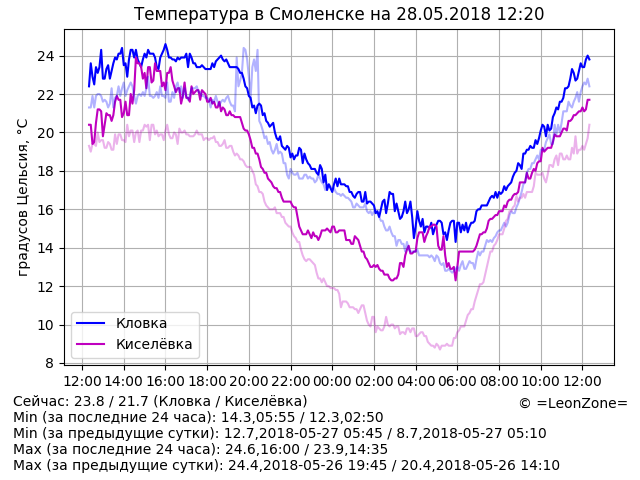 Температура в Смоленске на 28.05.2018 12:20
градусов Цельсия, °C
24
22
20
18
16
14
12
10
8
Кловка
Киселёвка
12:00 14:00 16:00 18:00 20:00 22:00 00:00 02:00 04:00 06:00 08:00 10:00 12:00
Сейчас: 23.8 / 21.7 (Кловка / Киселёвка)
© =LeonZone=
Min (за последние 24 часа): 14.3,05:55 / 12.3,02:50
Min (за предыдущие сутки): 12.7,2018-05-27 05:45 / 8.7,2018-05-27 05:10
Max (за последние 24 часа): 24.6,16:00 / 23.9,14:35
Max (за предыдущие сутки): 24.4,2018-05-26 19:45 / 20.4,2018-05-26 14:10